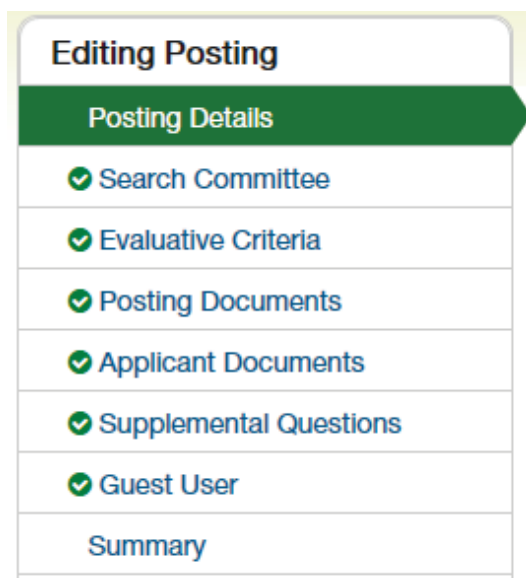 Editing Posting
Posting Details
Search Committee
Evaluative Criteria
Posting Documents
Applicant Documents
Supplemental Questions
Guest User
Summary